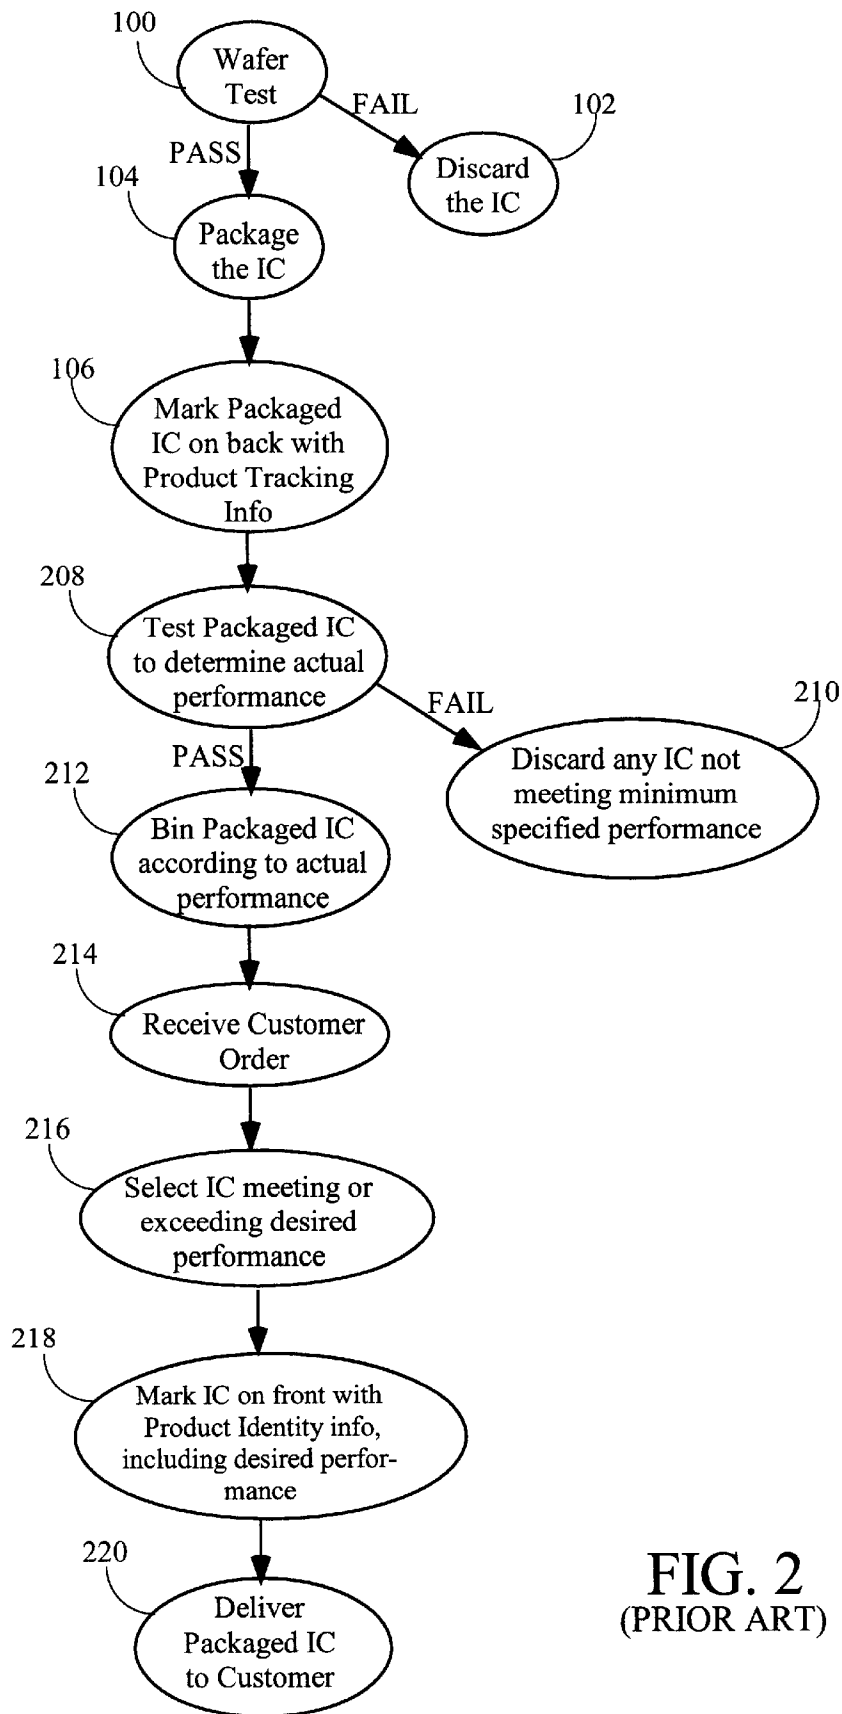 100
Wafer
Test
FAIL
102
PASS
Discard
the IC
104
Package
the IC
106
Mark Packaged
IC on back with
Product Tracking
Info
208
Test Packaged IC
to determine actual
performance
FAIL
210
PASS
Discard any IC not
meeting minimum
specified performance
212
Bin Packaged IC
according to actual
performance
214
Receive Customer
Order
216
Select IC meeting or
exceeding desired
performance
218
Mark IC on front with
Product Identity info,
including desired perfor-
mance
220
Deliver
Packaged IC
to Customer
FIG. 2
(PRIOR ART)